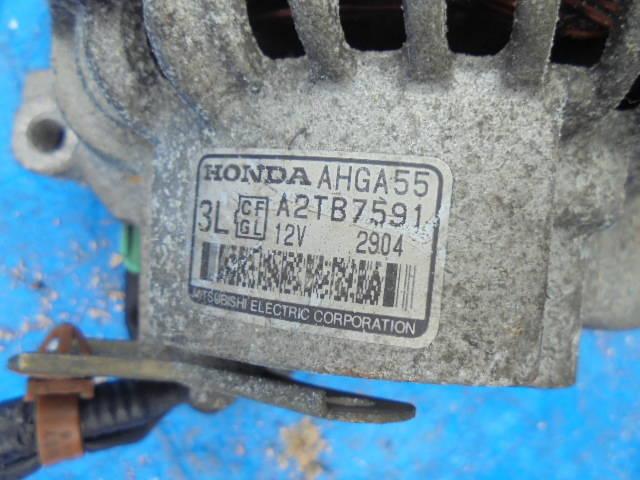 HONDA AHGA55
3L CF GL A2TB7591
12V 2904
MITSUBISHI ELECTRIC CORPORATION